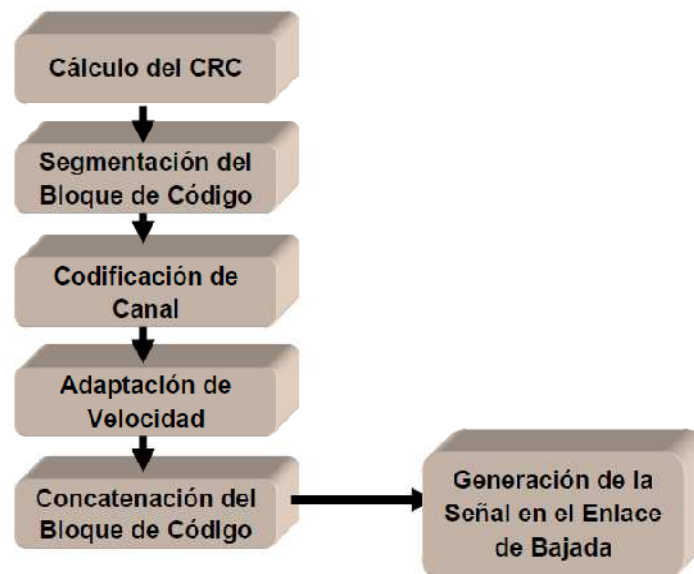 Cálculo del CRC
Segmentación del
Bloque de Código
Codificación de
Canal
Adaptación de
Velocidad
Concatenación del
Bloque de Código
Generación de la
Señal en el Enlace
de Bajada